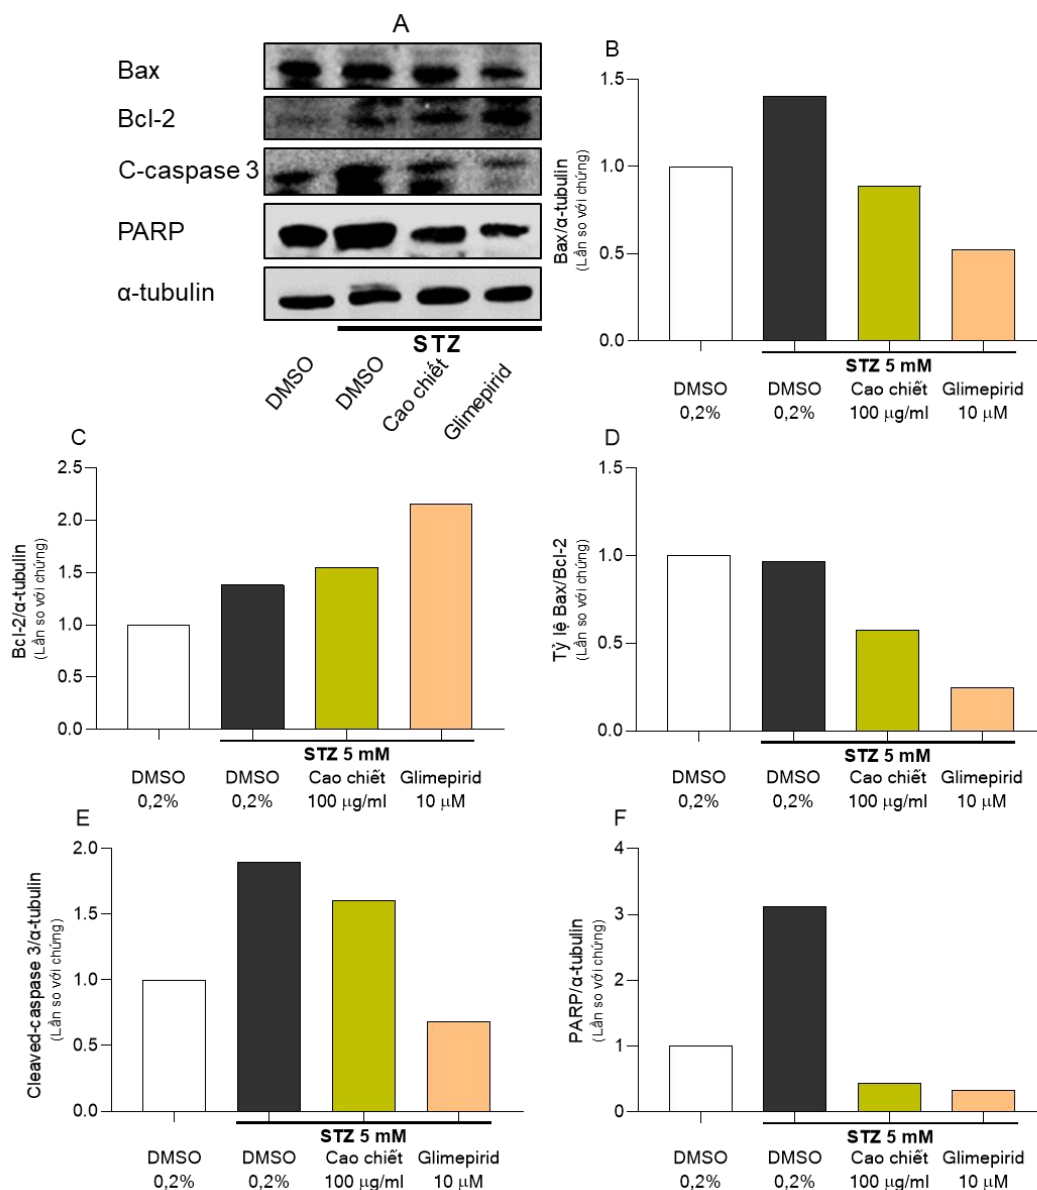 A
Bax
Bcl-2
C-caspase 3
PARP
α-tubulin
STZ
DMSO
DMSO
Cao chiết
Glimepirid
B
Bax/α-tubulin
(Lần so với chứng)
1.5
1.0
0.5
0.0
STZ 5 mM
DMSO DMSO Cao chiết Glimepirid
0,2% 0,2% 100 μg/ml 10 μM
C
Bcl-2/α-tubulin
(Lần so với chứng)
2.5
2.0
1.5
1.0
0.5
0.0
STZ 5 mM
DMSO DMSO Cao chiết Glimepirid
0,2% 0,2% 100 μg/ml 10 μM
D
Tỷ lệ Bax/Bcl-2
(Lần so với chứng)
1.5
1.0
0.5
0.0
STZ 5 mM
DMSO DMSO Cao chiết Glimepirid
0,2% 0,2% 100 μg/ml 10 μM
E
Cleaved-caspase 3/α-tubulin
(Lần so với chứng)
2.0
1.5
1.0
0.5
0.0
STZ 5 mM
DMSO DMSO Cao chiết Glimepirid
0,2% 0,2% 100 μg/ml 10 μM
F
PARP/α-tubulin
(Lần so với chứng)
4
3
2
1
0
STZ 5 mM
DMSO DMSO Cao chiết Glimepirid
0,2% 0,2% 100 μg/ml 10 μM